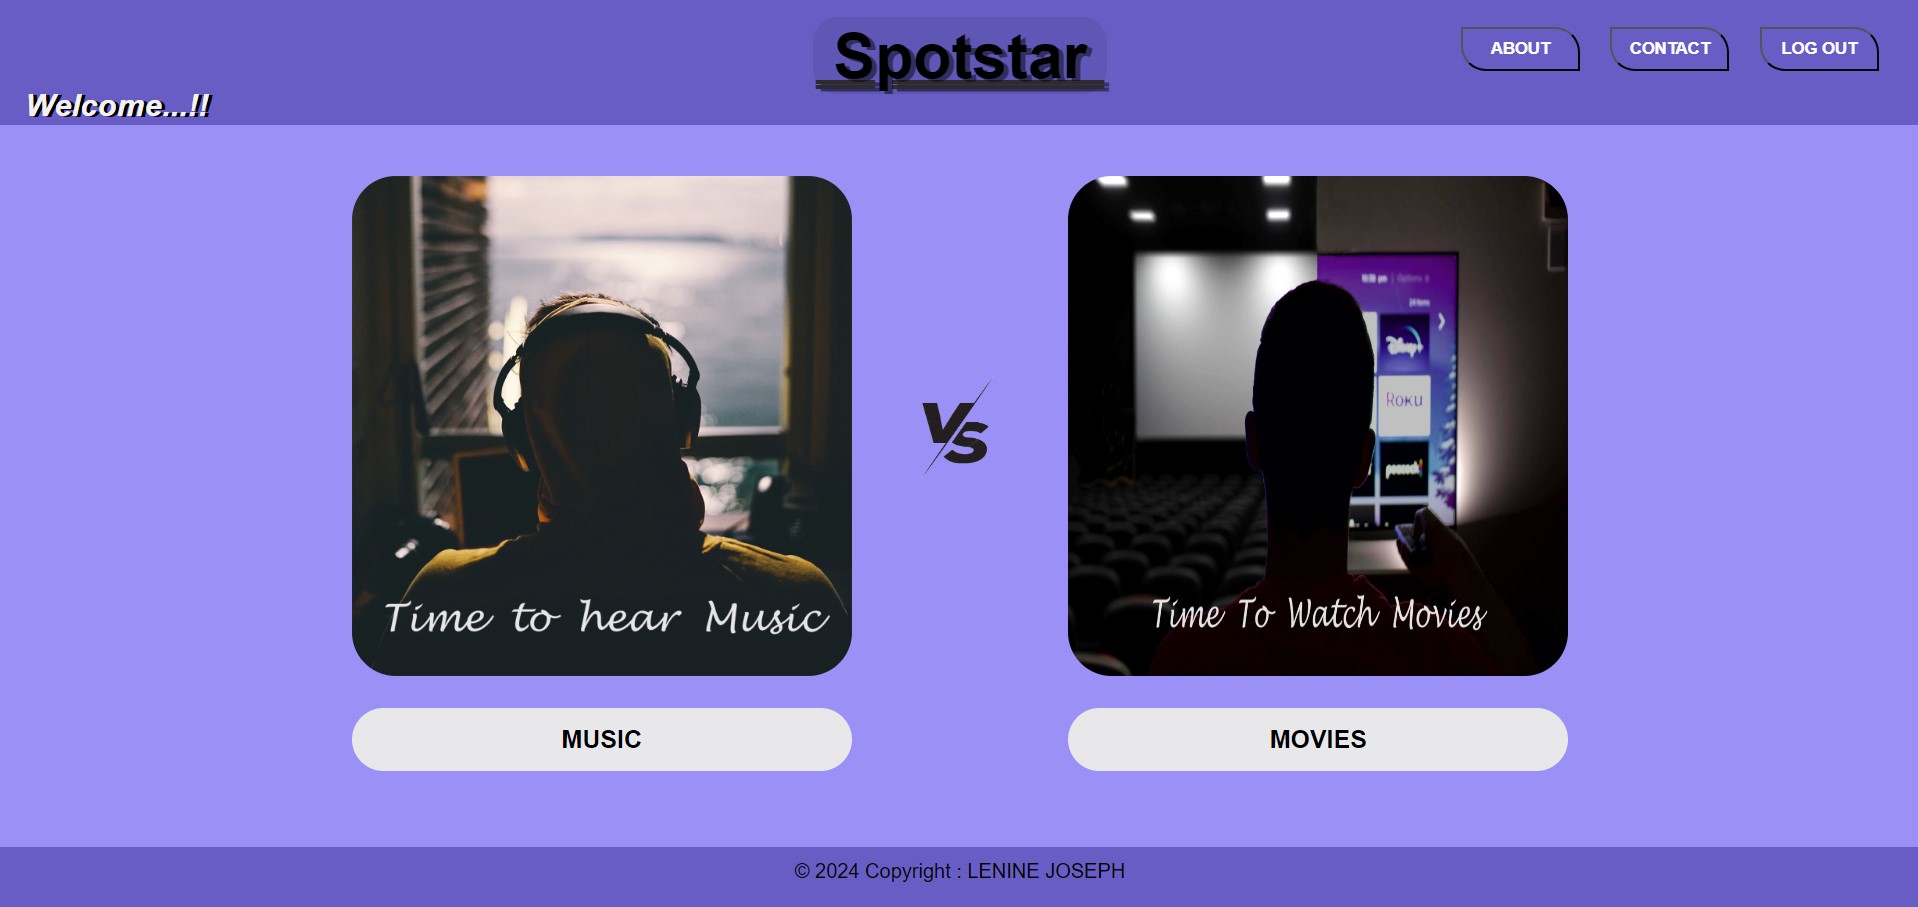 Spotstar
ABOUT
CONTACT
LOG OUT
Welcome...!!
Time to hear Music
VS
Disney+
ROKU
peacock
Time To Watch Movies
MUSIC
MOVIES
© 2024 Copyright : LENINE JOSEPH